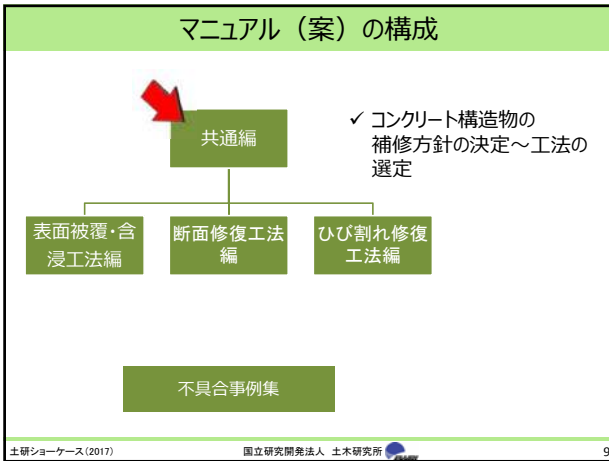 マニュアル（案）の構成
共通編
✓ コンクリート構造物の
補修方針の決定～工法の
選定
表面被覆・含
浸工法編
断面修復工法
編
ひび割れ修復
工法編
不具合事例集
土研ショーケース(2017)
国立研究開発法人 土木研究所
9